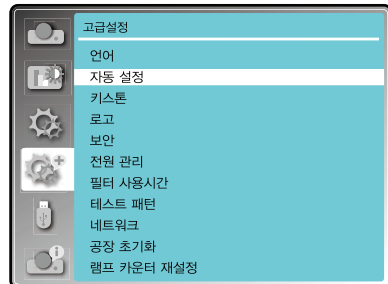 고급설정
언어
자동 설정
키스톤
로고
보안
전원 관리
필터 사용시간
테스트 패턴
네트워크
공장 초기화
램프 카운터 재설정